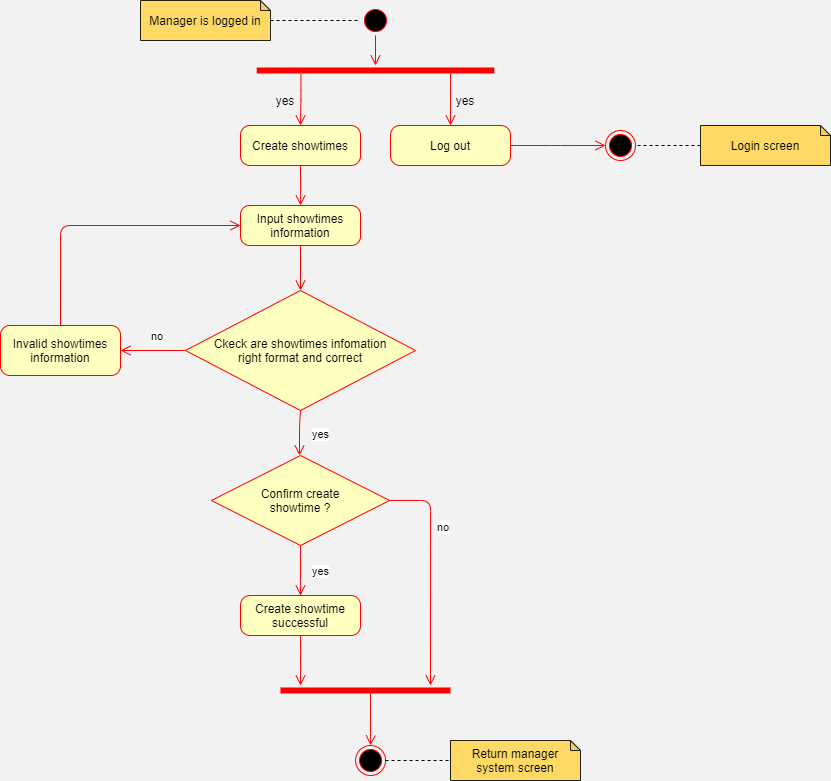 Manager is logged in
yes
yes
Create showtimes
Log out
Login screen
Input showtimes
information
Invalid showtimes
information
no
Ckeck are showtimes infomation
right format and correct
yes
Confirm create
showtime ?
no
yes
Create showtime
successful
Return manager
system screen